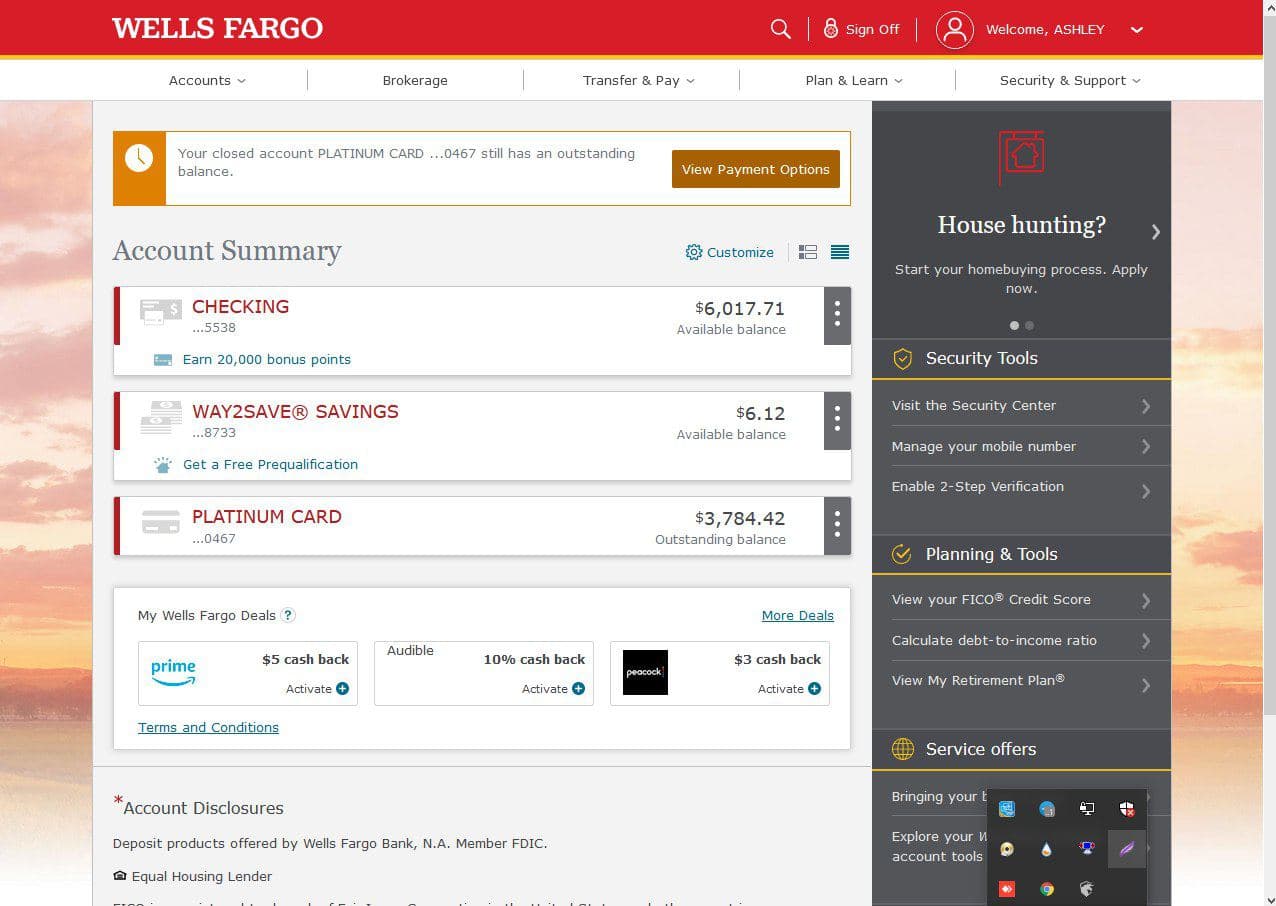 WELLS FARGO
Sign Off
Welcome, ASHLEY
Accounts
Brokerage
Transfer & Pay
Plan & Learn
Security & Support
Your closed account PLATINUM CARD ...0467 still has an outstanding
balance.
View Payment Options
Account Summary
Customize
CHECKING
...5538
$6,017.71
Available balance
Earn 20,000 bonus points
WAY2SAVE® SAVINGS
...8733
$6.12
Available balance
Get a Free Prequalification
PLATINUM CARD
...0467
$3,784.42
Outstanding balance
My Wells Fargo Deals ?
More Deals
prime
$5 cash back
Activate
Audible
10% cash back
Activate
peacock
$3 cash back
Activate
Terms and Conditions
*Account Disclosures
Deposit products offered by Wells Fargo Bank, N.A. Member FDIC.
Equal Housing Lender
House hunting?
Start your homebuying process. Apply
now.
Security Tools
Visit the Security Center
Manage your mobile number
Enable 2-Step Verification
Planning & Tools
View your FICO® Credit Score
Calculate debt-to-income ratio
View My Retirement Plan®
Service offers
Bringing your
Explore your
account tools